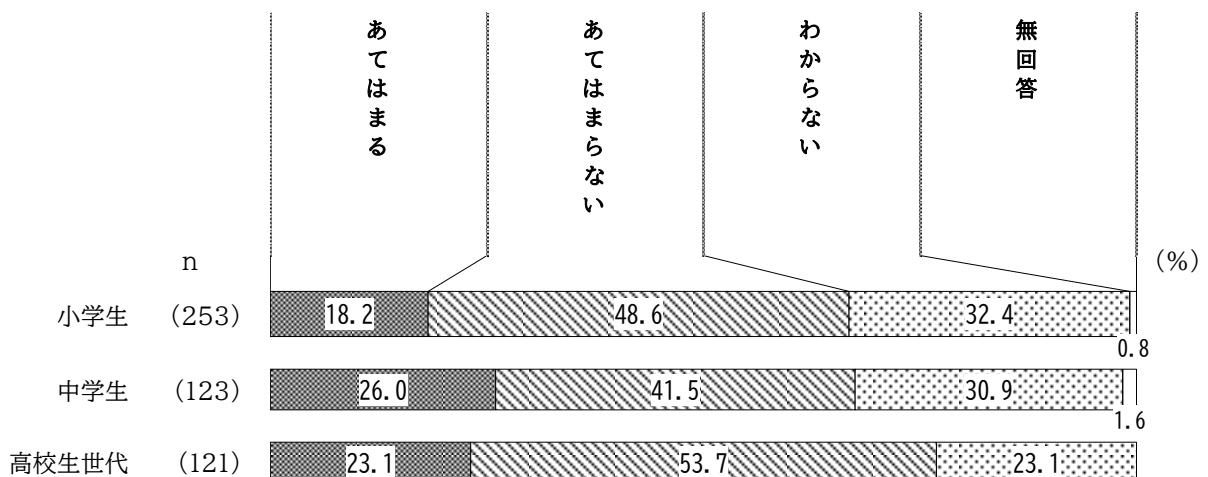 あてはまる
あてはまらない
わからない
無回答
n
(%)
小学生 (253) 18.2 48.6 32.4 0.8
中学生 (123) 26.0 41.5 30.9 1.6
高校生世代 (121) 23.1 53.7 23.1